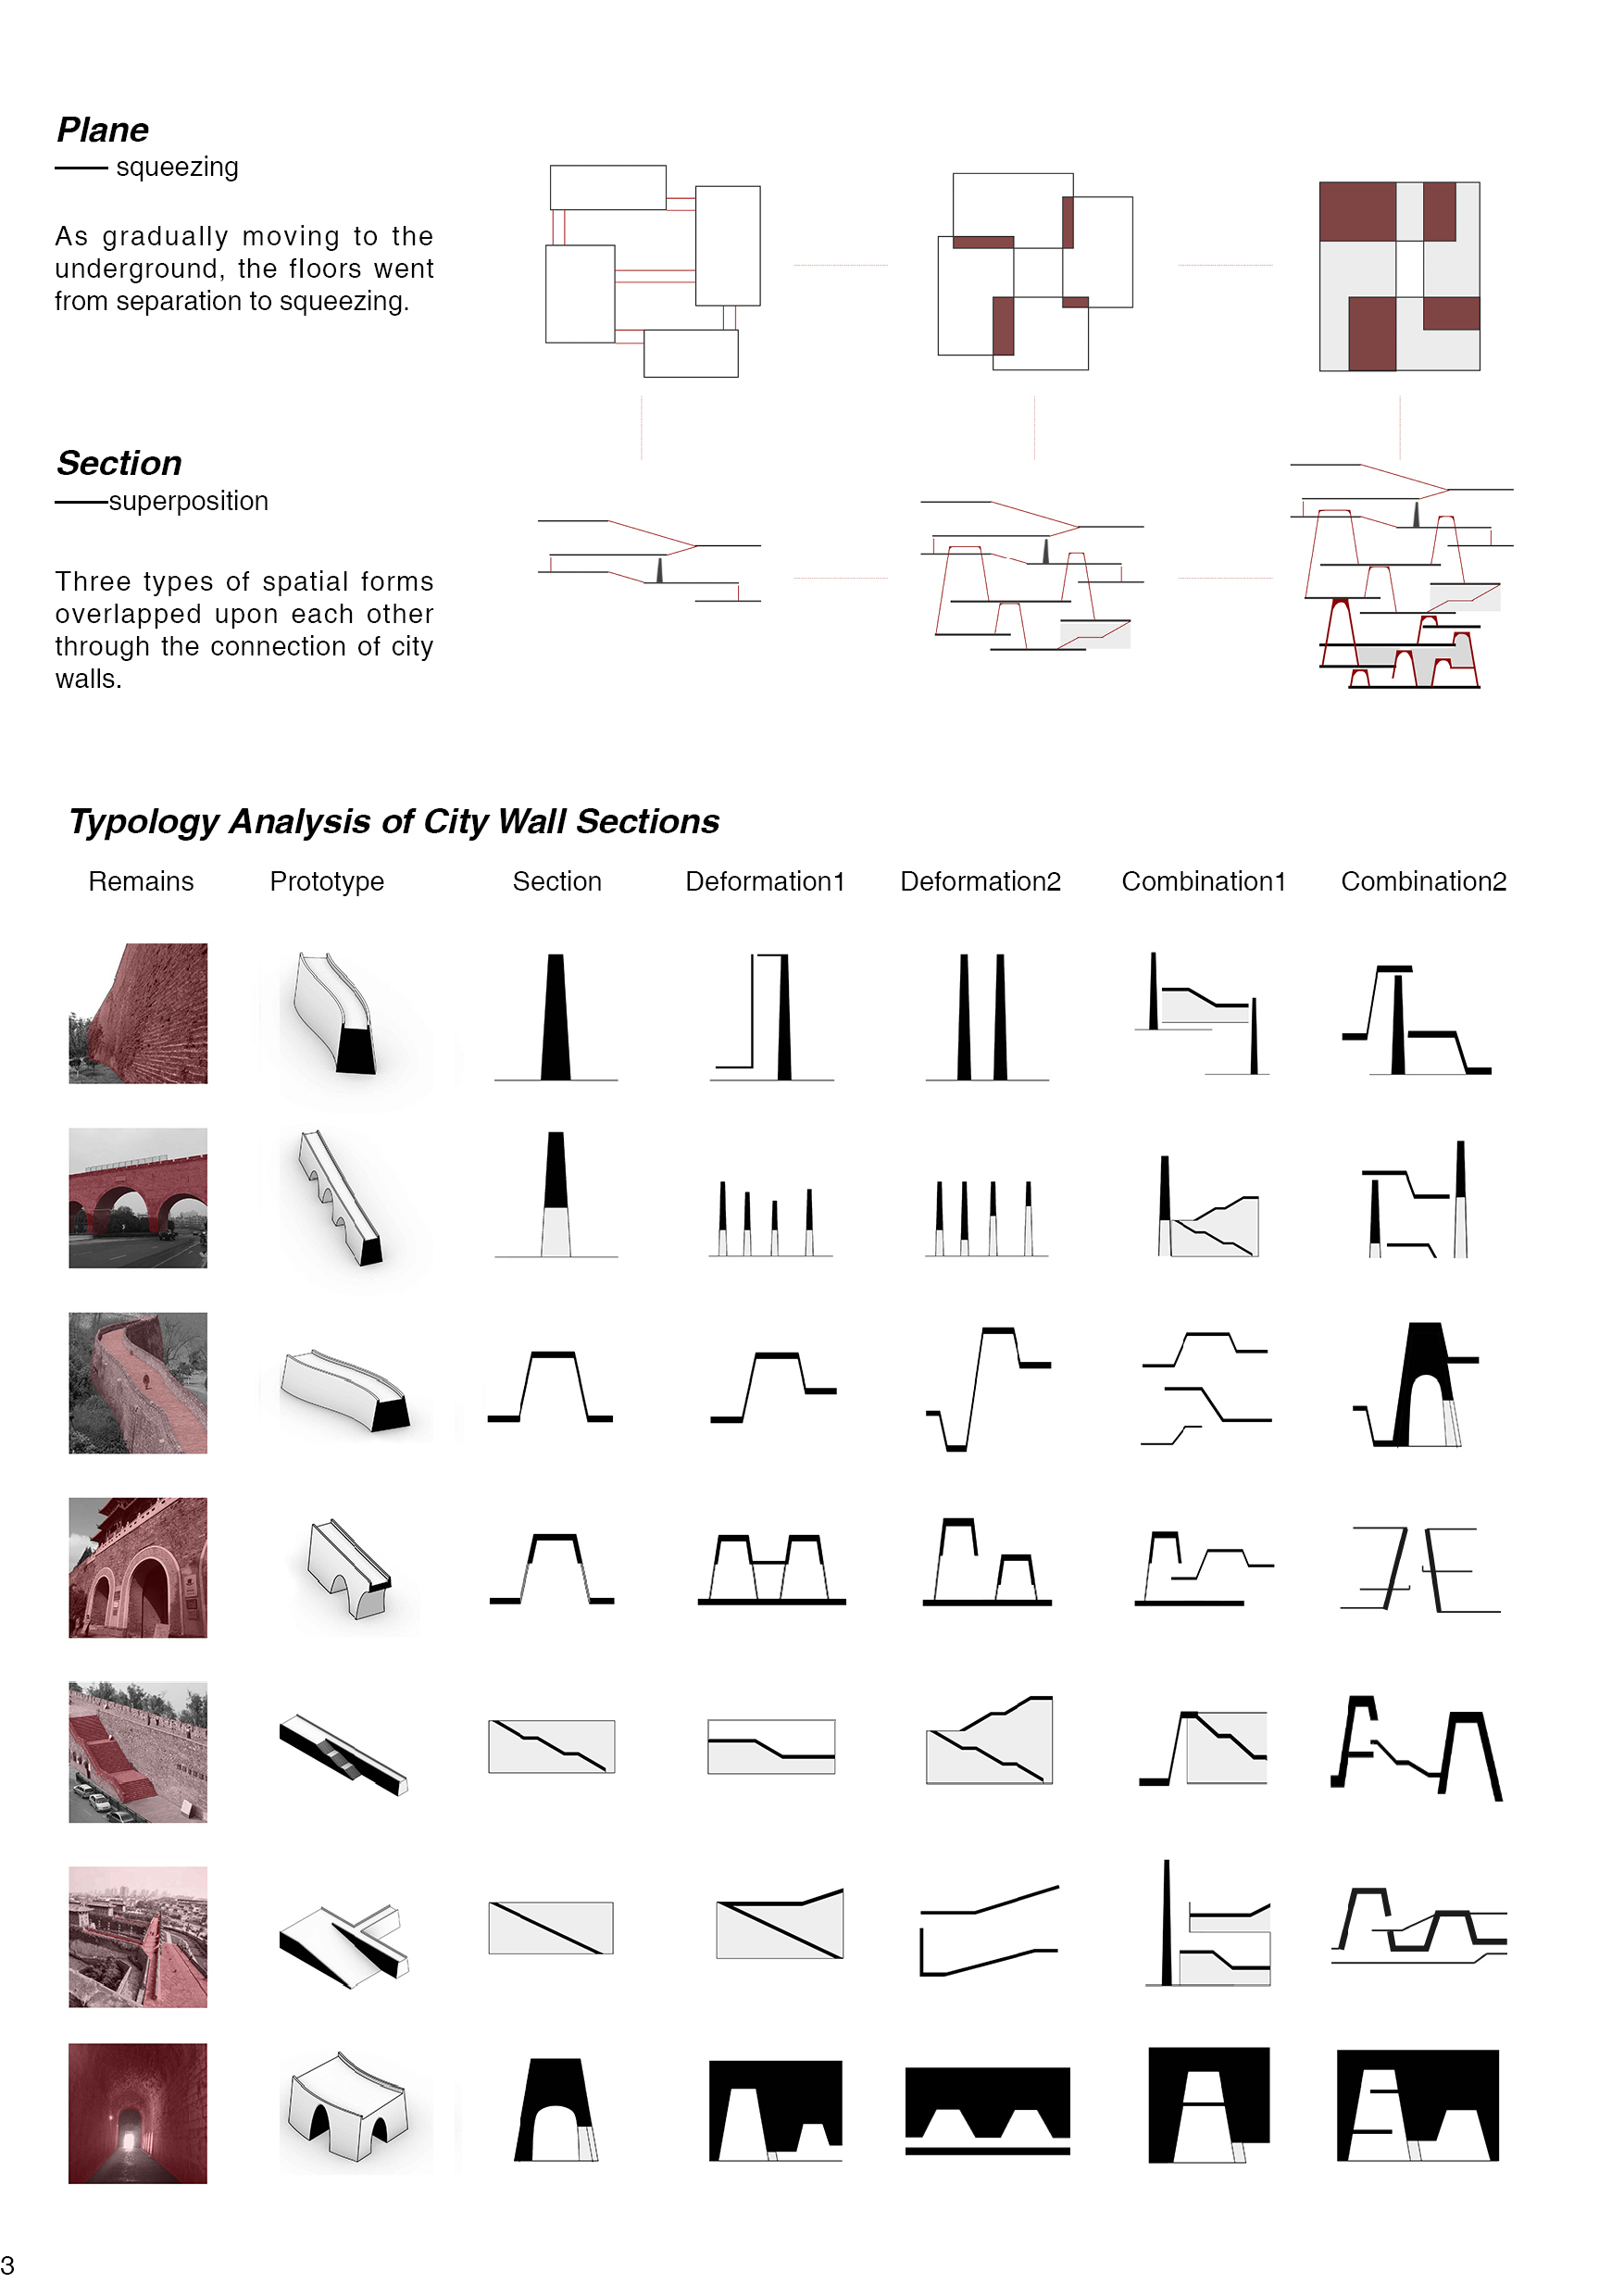 Plane
—— squeezing
As gradually moving to the
underground, the floors went
from separation to squeezing.
Section
——superposition
Three types of spatial forms
overlapped upon each other
through the connection of city
walls.
Typology Analysis of City Wall Sections
Remains Prototype Section Deformation1 Deformation2 Combination1 Combination2
3